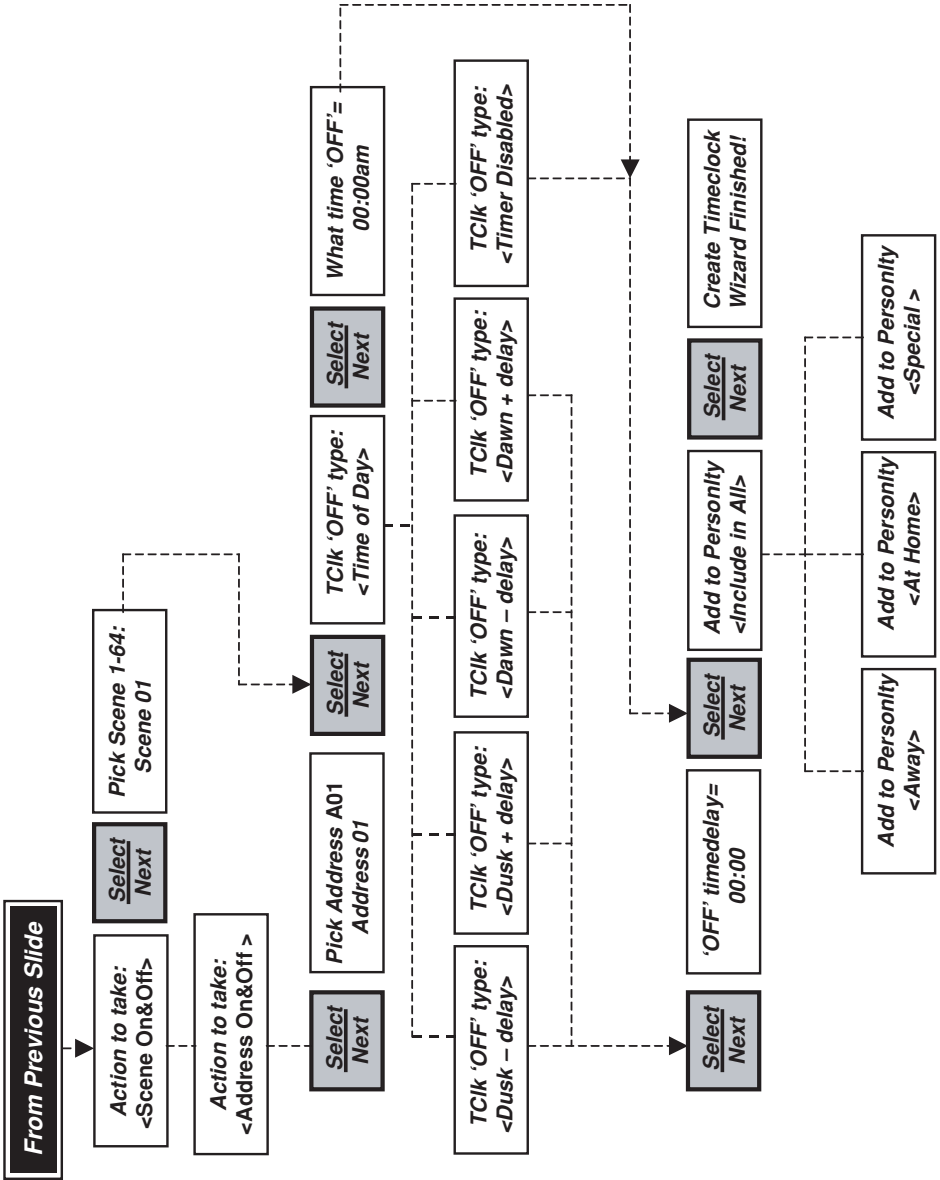 From Previous Slide
Action to take:
<Scene On&Off>
Select
Next
Pick Scene 1-64:
Scene 01
Action to take:
<Address On&Off >
Select
Next
Pick Address A01
Address 01
Select
Next
TClk ‘OFF’ type:
<Time of Day>
Select
Next
What time ‘OFF’=
00:00am
TClk ‘OFF’ type:
<Dusk – delay>
TClk ‘OFF’ type:
<Dusk + delay>
TClk ‘OFF’ type:
<Dawn – delay>
TClk ‘OFF’ type:
<Dawn + delay>
TClk ‘OFF’ type:
<Timer Disabled>
Select
Next
‘OFF’ timedelay=
00:00
Select
Next
Add to Personlty
<Include in All>
Select
Next
Create Timeclock
Wizard Finished!
Add to Personlty
<Away>
Add to Personlty
<At Home>
Add to Personlty
<Special >